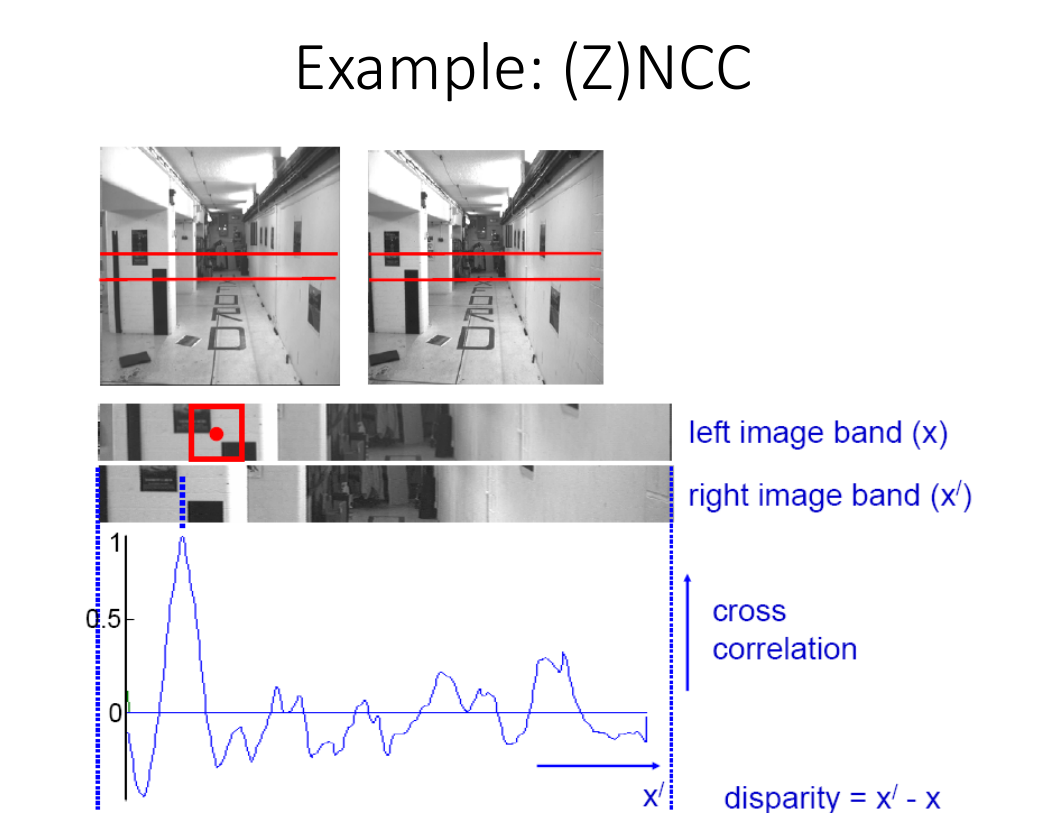 Example: (Z)NCC
left image band (x)
right image band (x/)
1
0.5
0
cross
correlation
x/
disparity = x/ - x